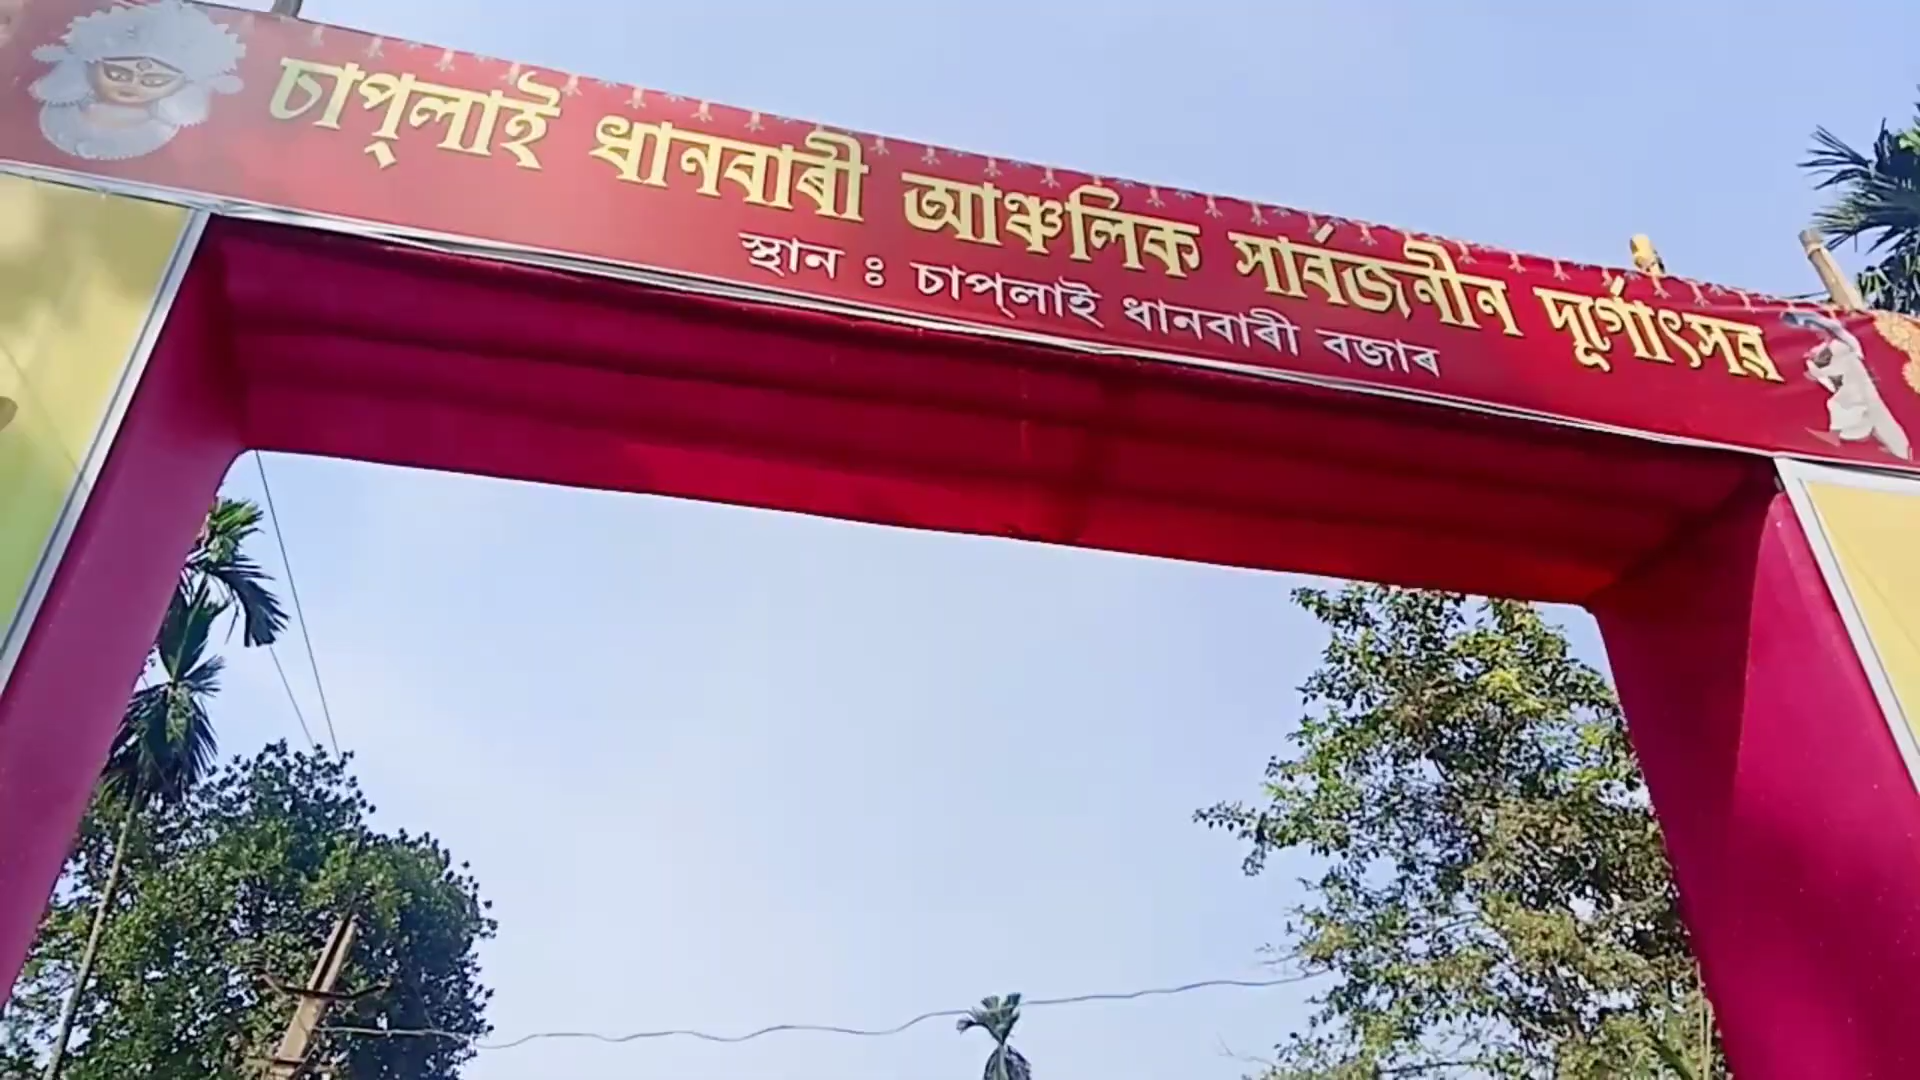 চাপ্‌লাই ধানবাৰী আঞ্চলিক সাৰ্বজনীন দূৰ্গোৎসৱ
স্থান ঃ চাপ্‌লাই ধানবাৰী বজাৰ